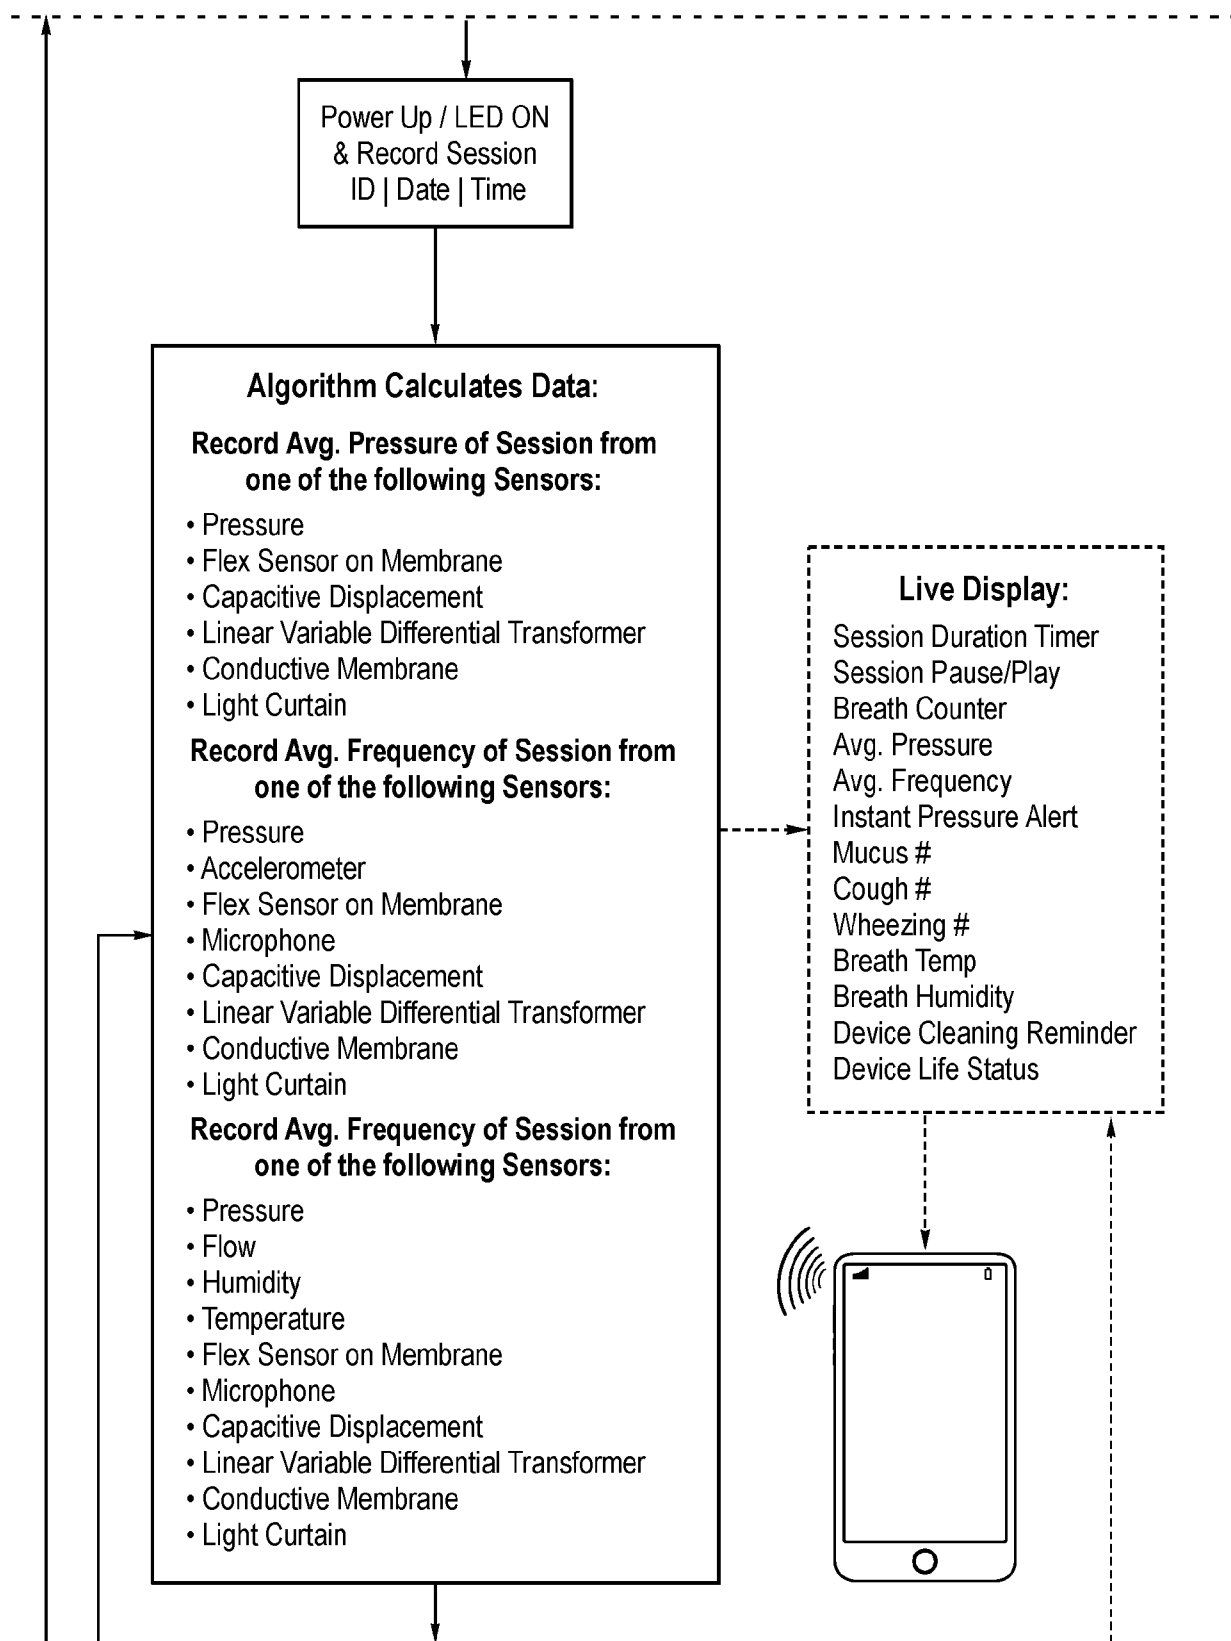 Power Up / LED ON
& Record Session
ID | Date | Time
Algorithm Calculates Data:
Record Avg. Pressure of Session from
one of the following Sensors:
• Pressure
• Flex Sensor on Membrane
• Capacitive Displacement
• Linear Variable Differential Transformer
• Conductive Membrane
• Light Curtain
Record Avg. Frequency of Session from
one of the following Sensors:
• Pressure
• Accelerometer
• Flex Sensor on Membrane
• Microphone
• Capacitive Displacement
• Linear Variable Differential Transformer
• Conductive Membrane
• Light Curtain
Record Avg. Frequency of Session from
one of the following Sensors:
• Pressure
• Flow
• Humidity
• Temperature
• Flex Sensor on Membrane
• Microphone
• Capacitive Displacement
• Linear Variable Differential Transformer
• Conductive Membrane
• Light Curtain
Live Display:
Session Duration Timer
Session Pause/Play
Breath Counter
Avg. Pressure
Avg. Frequency
Instant Pressure Alert
Mucus #
Cough #
Wheezing #
Breath Temp
Breath Humidity
Device Cleaning Reminder
Device Life Status